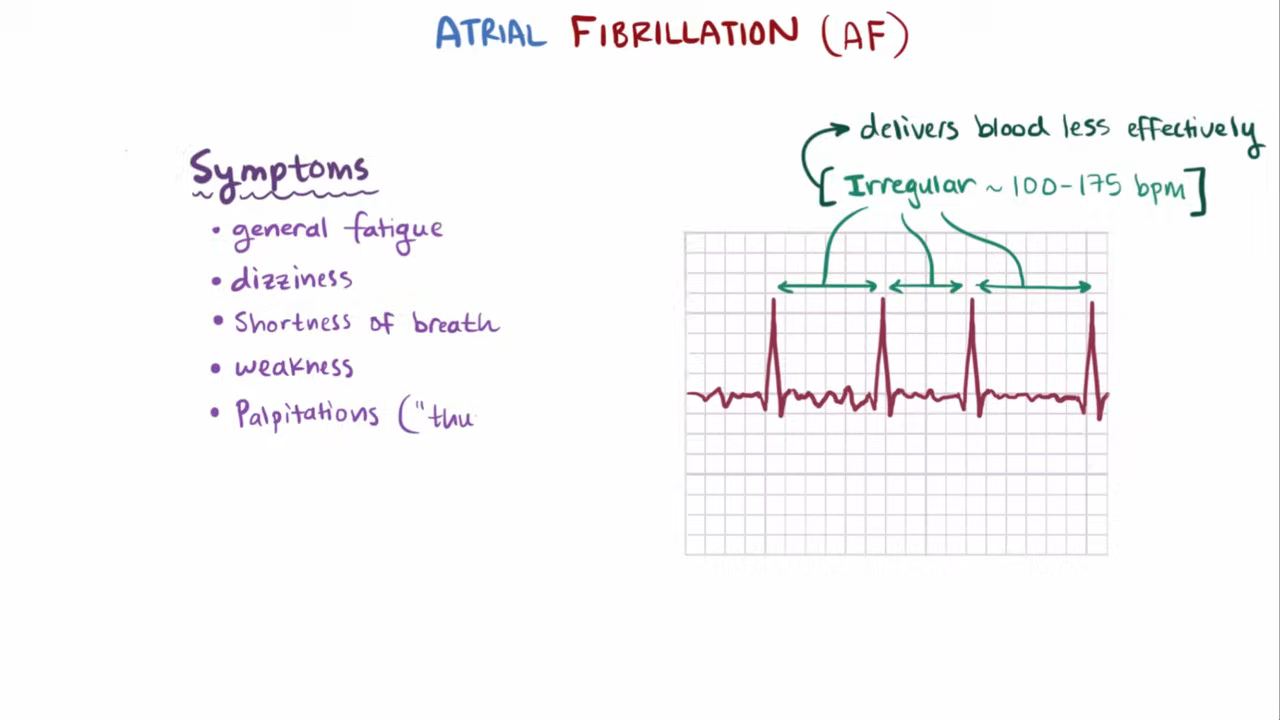 ATRIAL FIBRILLATION (AF)
Symptoms
• general fatigue
• dizziness
• Shortness of breath
• weakness
• Palpitations ("thu
delivers blood less effectively
[Irregular ~ 100-175 bpm]